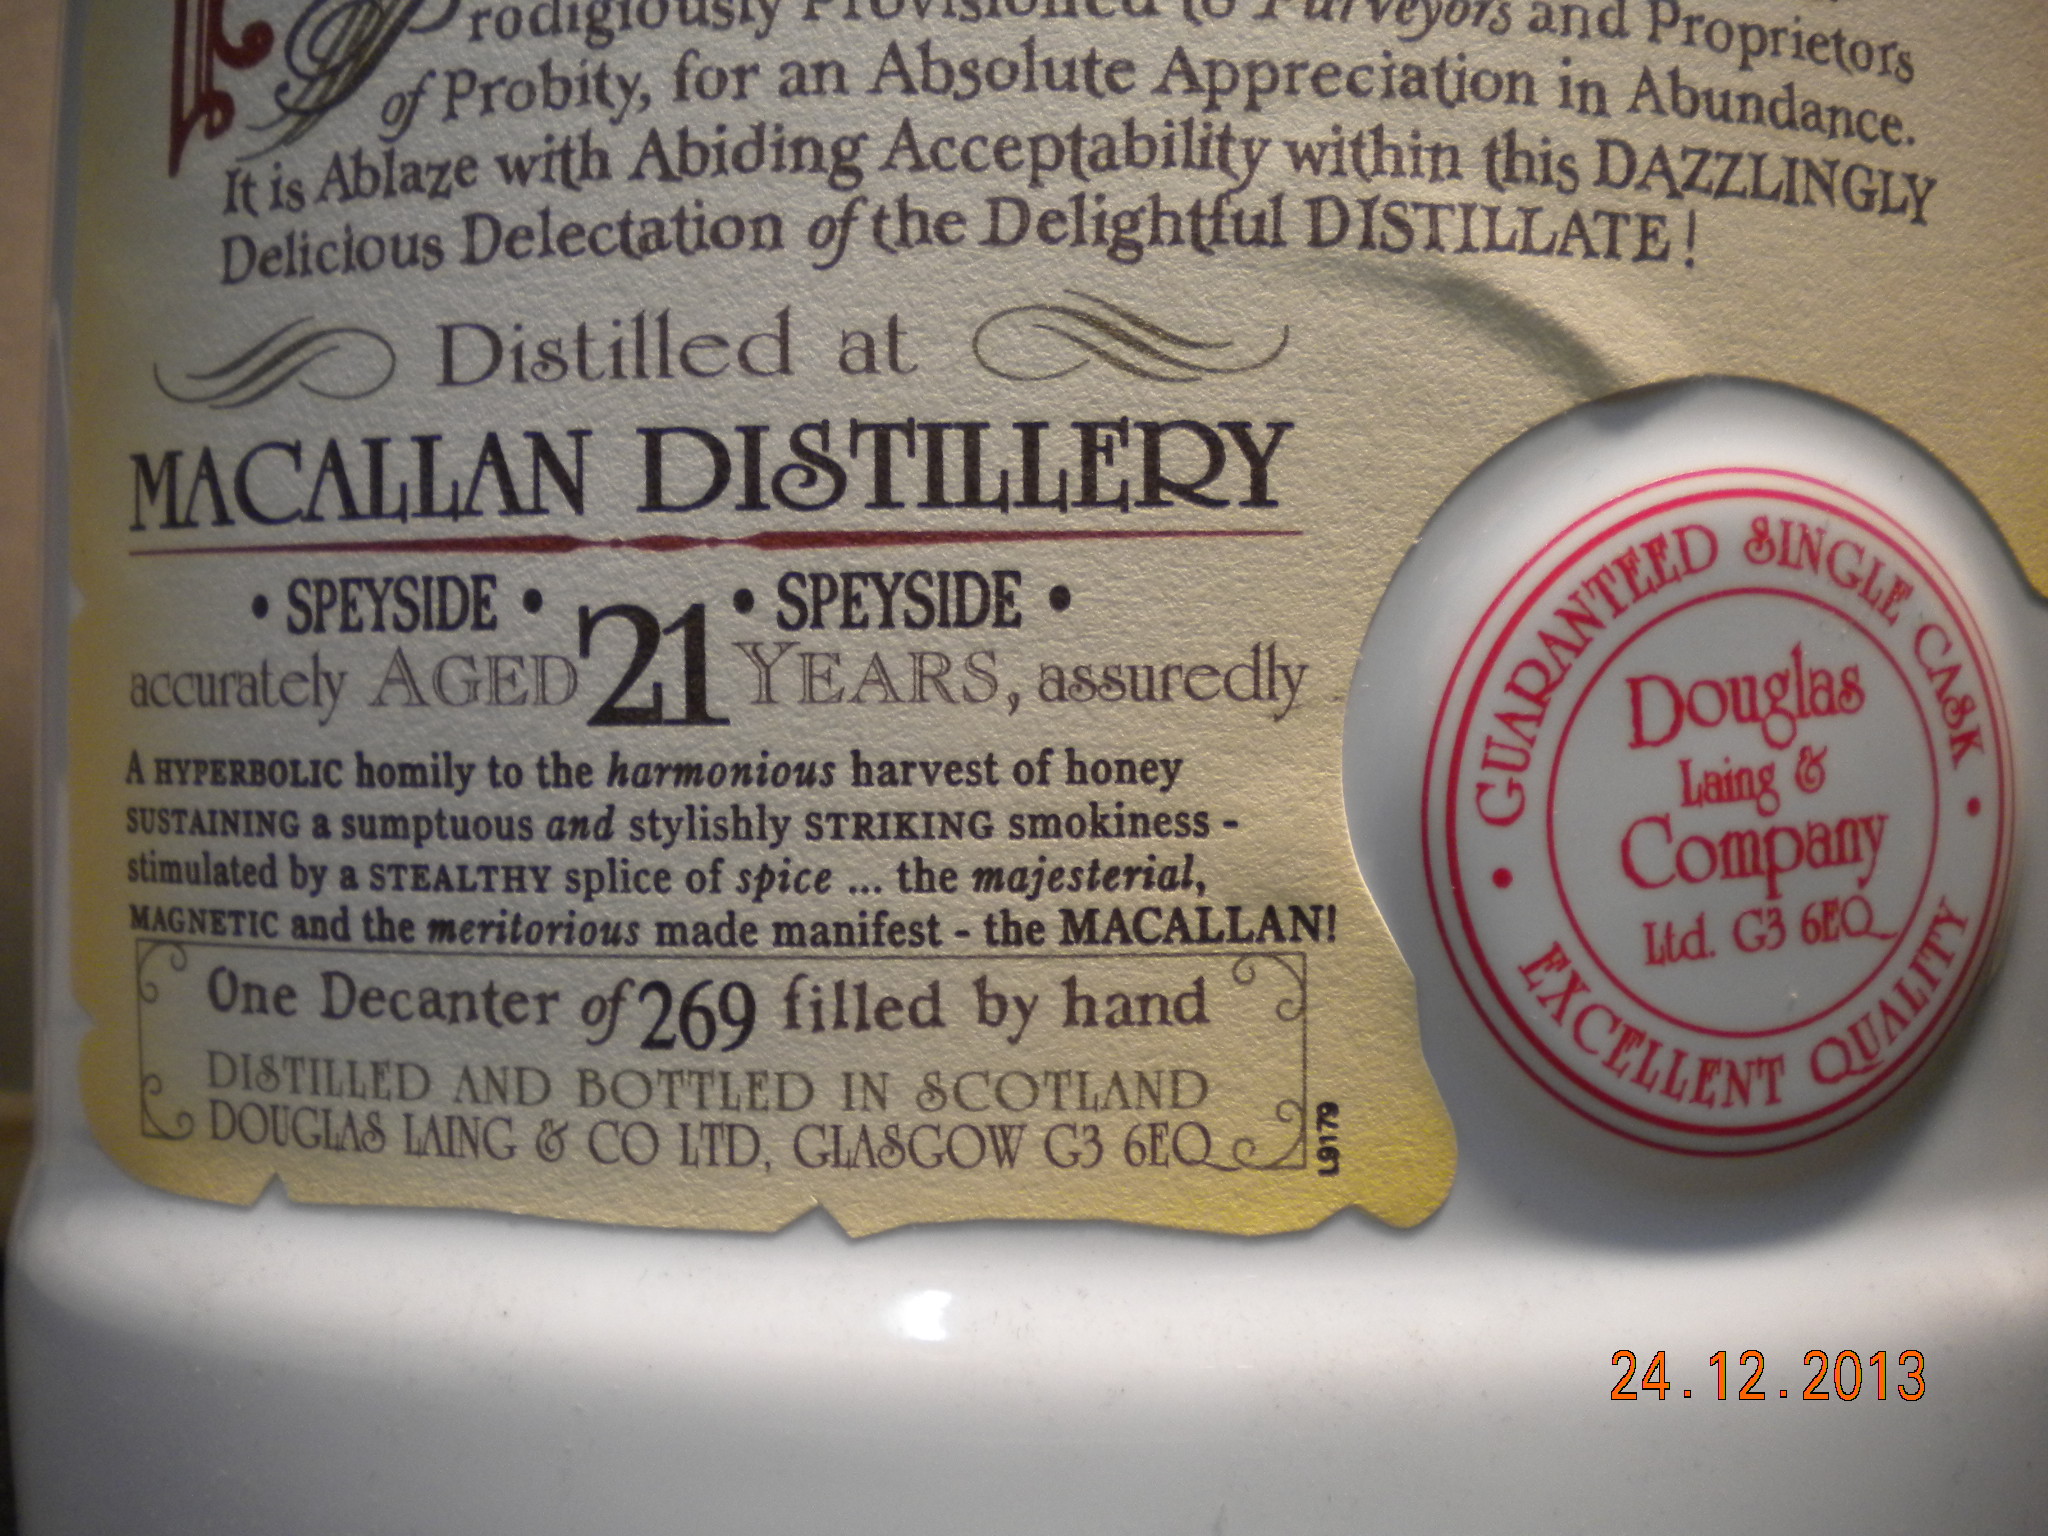 Prodigiously Provisioned to Purveyors and Proprietors
of Probity, for an Absolute Appreciation in Abundance.
It is Ablaze with Abiding Acceptability within this DAZZLINGLY
Delicious Delectation of the Delightful DISTILLATE!
Distilled at
MACALLAN DISTILLERY
• SPEYSIDE • • SPEYSIDE •
accurately AGED 21 YEARS, assuredly
A HYPERBOLIC homily to the harmonious harvest of honey
SUSTAINING a sumptuous and stylishly STRIKING smokiness -
stimulated by a STEALTHY splice of spice ... the majesterial,
MAGNETIC and the meritorious made manifest - the MACALLAN!
One Decanter of 269 filled by hand
DISTILLED AND BOTTLED IN SCOTLAND
DOUGLAS LAING & CO LTD, GLASGOW G3 6EQ
L9179
• GUARANTEED SINGLE CASK •
Douglas
Laing &
Company
Ltd. G3 6EQ
EXCELLENT QUALITY
24.12.2013